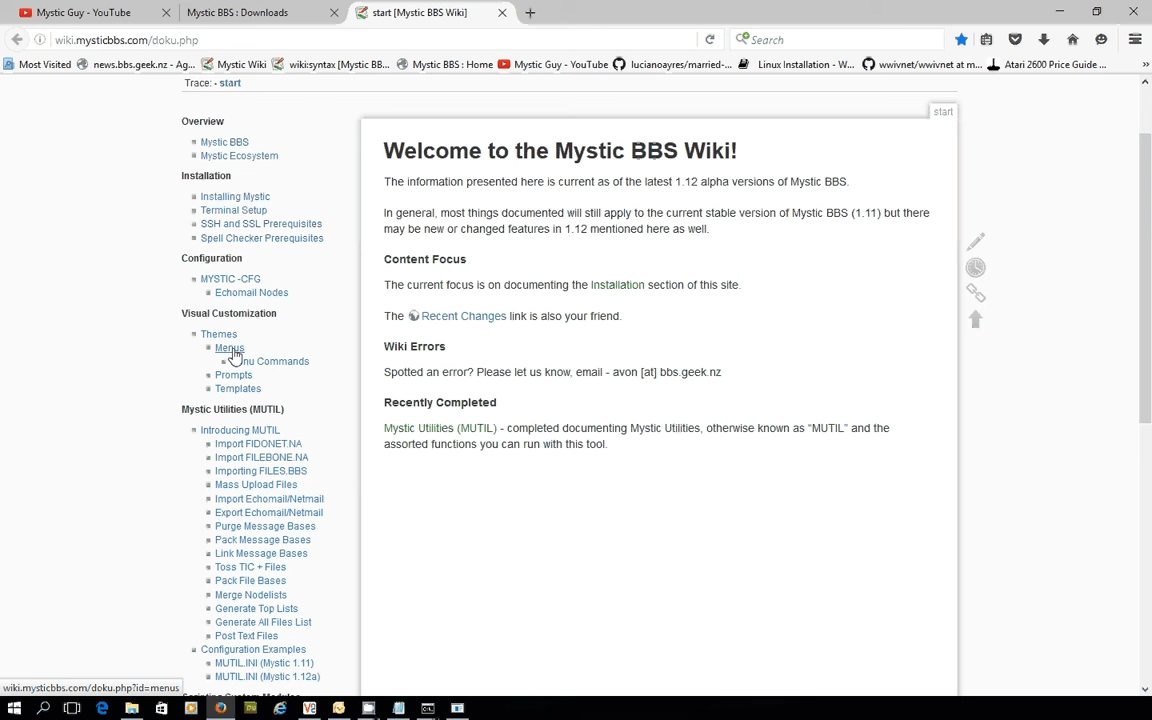 Mystic Guy - YouTube
Mystic BBS : Downloads
start [Mystic BBS Wiki]
wiki.mysticbbs.com/doku.php
Search
Most Visited
news.bbs.geek.nz - Ag...
Mystic Wiki
wiki:syntax [Mystic BB...
Mystic BBS : Home
Mystic Guy - YouTube
lucianoayres/married-...
Linux Installation - W...
wwivnet/wwivnet at m...
Atari 2600 Price Guide ...
Trace: • start
start
Overview
Mystic BBS
Mystic Ecosystem
Installation
Installing Mystic
Terminal Setup
SSH and SSL Prerequisites
Spell Checker Prerequisites
Configuration
MYSTIC -CFG
Echomail Nodes
Visual Customization
Themes
Menus
nu Commands
Prompts
Templates
Mystic Utilities (MUTIL)
Introducing MUTIL
Import FIDONET.NA
Import FILEBONE.NA
Importing FILES.BBS
Mass Upload Files
Import Echomail/Netmail
Export Echomail/Netmail
Purge Message Bases
Pack Message Bases
Link Message Bases
Toss TIC + Files
Pack File Bases
Merge Nodelists
Generate Top Lists
Generate All Files List
Post Text Files
Configuration Examples
MUTIL.INI (Mystic 1.11)
MUTIL.INI (Mystic 1.12a)
Welcome to the Mystic BBS Wiki!
The information presented here is current as of the latest 1.12 alpha versions of Mystic BBS.
In general, most things documented will still apply to the current stable version of Mystic BBS (1.11) but there
may be new or changed features in 1.12 mentioned here as well.
Content Focus
The current focus is on documenting the Installation section of this site.
The Recent Changes link is also your friend.
Wiki Errors
Spotted an error? Please let us know, email - avon [at] bbs.geek.nz
Recently Completed
Mystic Utilities (MUTIL) - completed documenting Mystic Utilities, otherwise known as “MUTIL” and the
assorted functions you can run with this tool.
wiki.mysticbbs.com/doku.php?id=menus